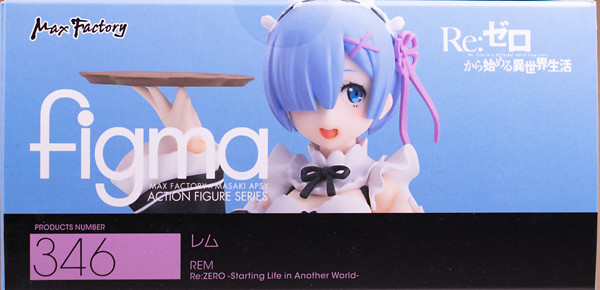 Max Factory
Re:ゼロ
から始める異世界生活
figma
MAX FACTORY + MASAKI APSY
ACTION FIGURE SERIES
PRODUCTS NUMBER
346
レム
REM
Re:ZERO -Starting Life in Another World-